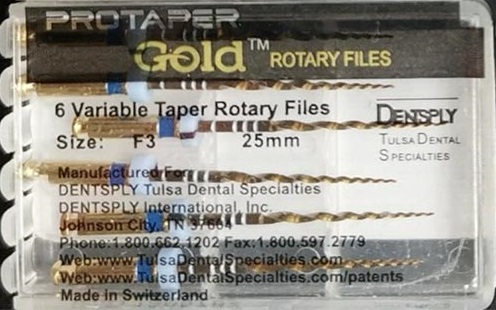 PROTAPER
Gold™ ROTARY FILES
6 Variable Taper Rotary Files
Size: F3 25mm
DENTSPLY
TULSA DENTAL
SPECIALTIES
Manufactured For
DENTSPLY Tulsa Dental Specialties
DENTSPLY International, Inc.
Johnson City, TN 37604
Phone:1.800.662.1202 Fax:1.800.597.2779
Web:www.TulsaDentalSpecialties.com
Web:www.TulsaDentalSpecialties.com/patents
Made in Switzerland